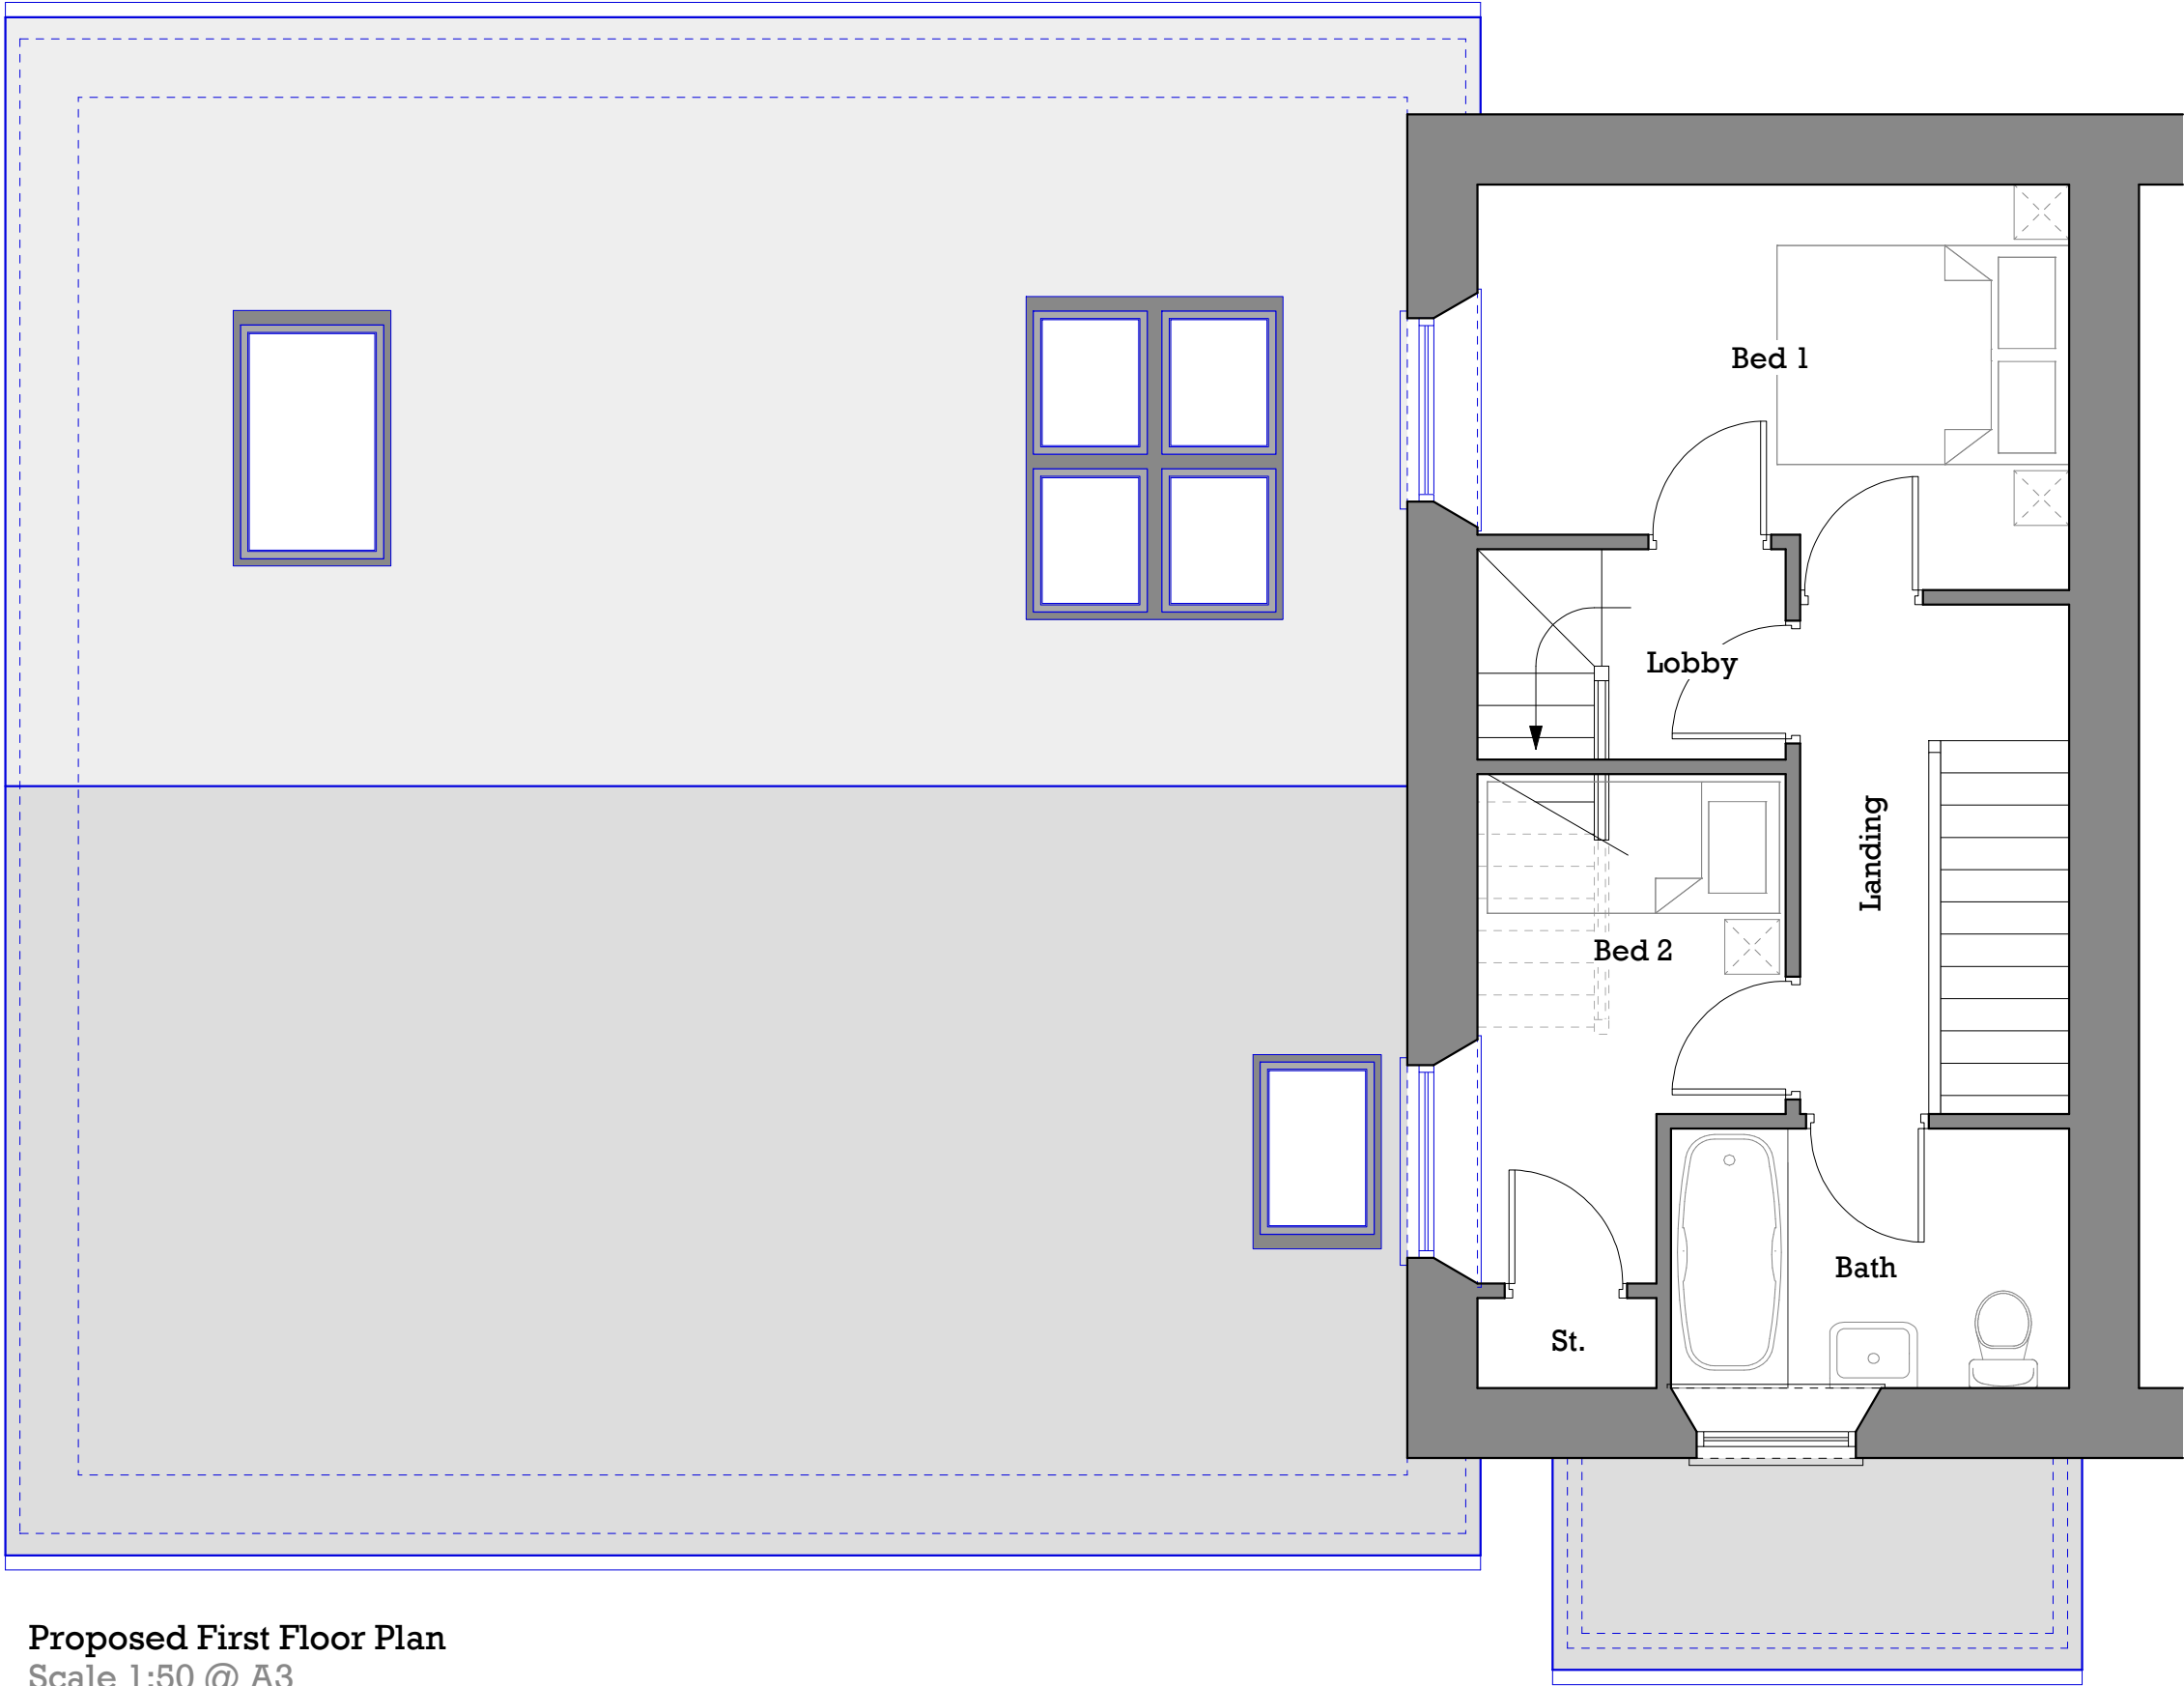 Bed 1
Lobby
Landing
Bed 2
Bath
St.
Proposed First Floor Plan
Scale 1:50 @ A3